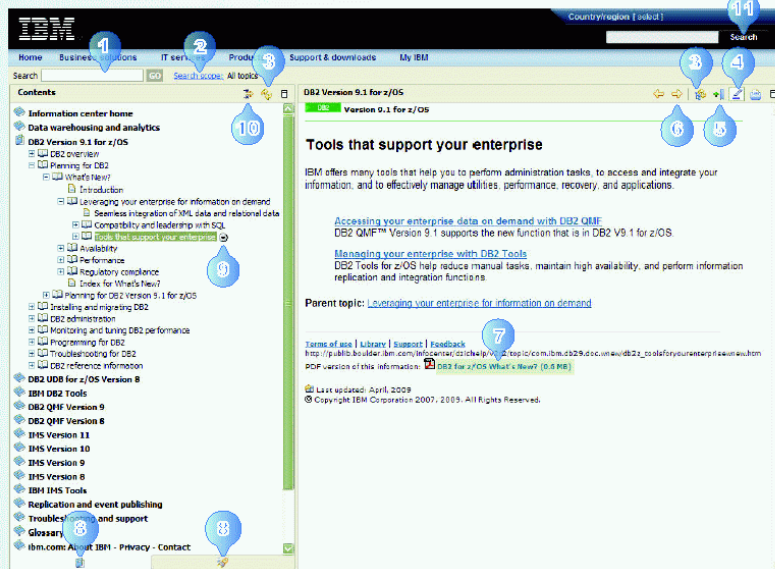 IBM
Country/region [select]
11
Search
Home Business solutions IT services Products Support & downloads My IBM
1
2
3
3
4
Search GO Search scope: All topics
Contents
DB2 Version 9.1 for z/OS
10
6
5
Information center home
Data warehousing and analytics
DB2 Version 9.1 for z/OS
DB2 overview
Planning for DB2
What's New?
Introduction
Leveraging your enterprise for information on demand
Seamless integration of XML data and relational data
Compatibility and leadership with SQL
Tools that support your enterprise
9
Availability
Performance
Regulatory compliance
Index for What's New?
Planning for DB2 Version 9.1 for z/OS
Installing and migrating DB2
DB2 administration
Monitoring and tuning DB2 performance
Programming for DB2
Troubleshooting for DB2
DB2 reference information
DB2 UDB for z/OS Version 8
IBM DB2 Tools
DB2 QMF Version 9
DB2 QMF Version 8
IMS Version 11
IMS Version 10
IMS Version 9
IMS Version 8
IBM IMS Tools
Replication and event publishing
Troubleshooting and support
Glossary
ibm.com: About IBM - Privacy - Contact
8
8
DB2 Version 9.1 for z/OS
Tools that support your enterprise
IBM offers many tools that help you to perform administration tasks, to access and integrate your
information, and to effectively manage utilities, performance, recovery, and applications.
Accessing your enterprise data on demand with DB2 QMF
DB2 QMF™ Version 9.1 supports the new function that is in DB2 V9.1 for z/OS.
Managing your enterprise with DB2 Tools
DB2 Tools for z/OS help reduce manual tasks, maintain high availability, and perform information
replication and integration functions.
Parent topic: Leveraging your enterprise for information on demand
7
Terms of use | Library | Support | Feedback
PDF version of this information: DB2 for z/OS What's New? (0.6 MB)
Last updated: April, 2009
© Copyright IBM Corporation 2007, 2009. All Rights Reserved.